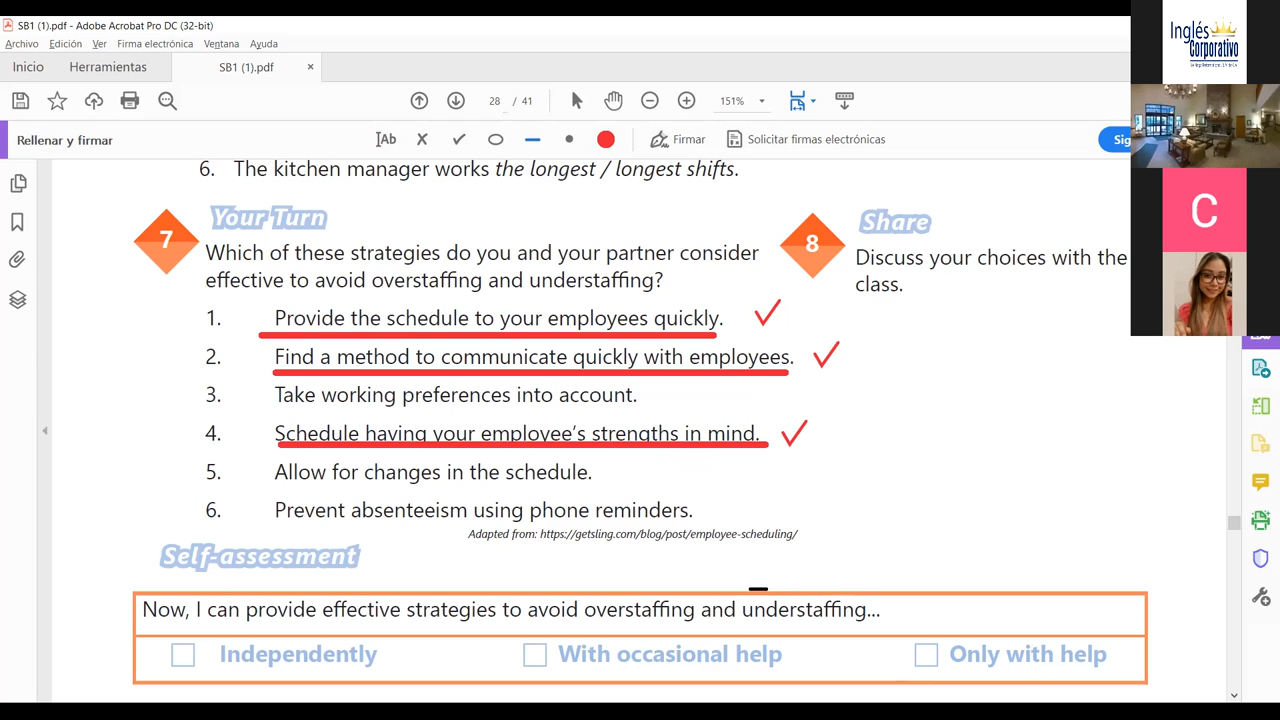 SB1 (1).pdf - Adobe Acrobat Pro DC (32-bit)
Archivo Edición Ver Firma electrónica Ventana Ayuda
Inicio Herramientas SB1 (1).pdf ×
28 / 41 151%
Rellenar y firmar IAb Firmar Solicitar firmas electrónicas Sig
Inglés
Corporativo
C
6. The kitchen manager works the longest / longest shifts.
7 Your Turn
Which of these strategies do you and your partner consider
effective to avoid overstaffing and understaffing?
1. Provide the schedule to your employees quickly.
2. Find a method to communicate quickly with employees.
3. Take working preferences into account.
4. Schedule having your employee's strengths in mind.
5. Allow for changes in the schedule.
6. Prevent absenteeism using phone reminders.
Adapted from: https://getsling.com/blog/post/employee-scheduling/
8 Share
Discuss your choices with the
class.
Self-assessment
Now, I can provide effective strategies to avoid overstaffing and understaffing...
Independently With occasional help Only with help